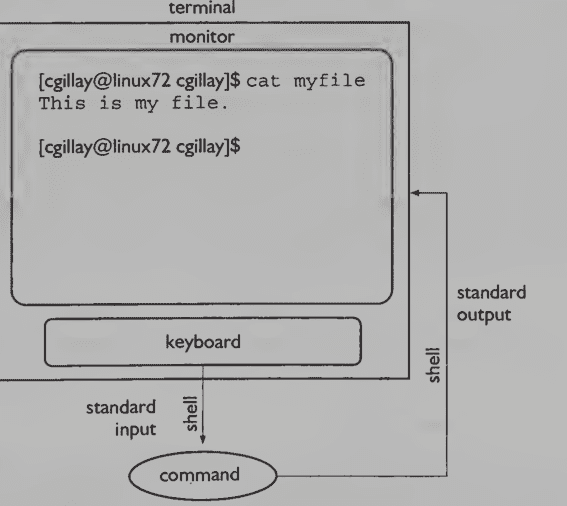 terminal
monitor
[cgillay@linux72 cgillay]$ cat myfile
This is my file.
[cgillay@linux72 cgillay]$
keyboard
standard
output
shell
standard
input
shell
command